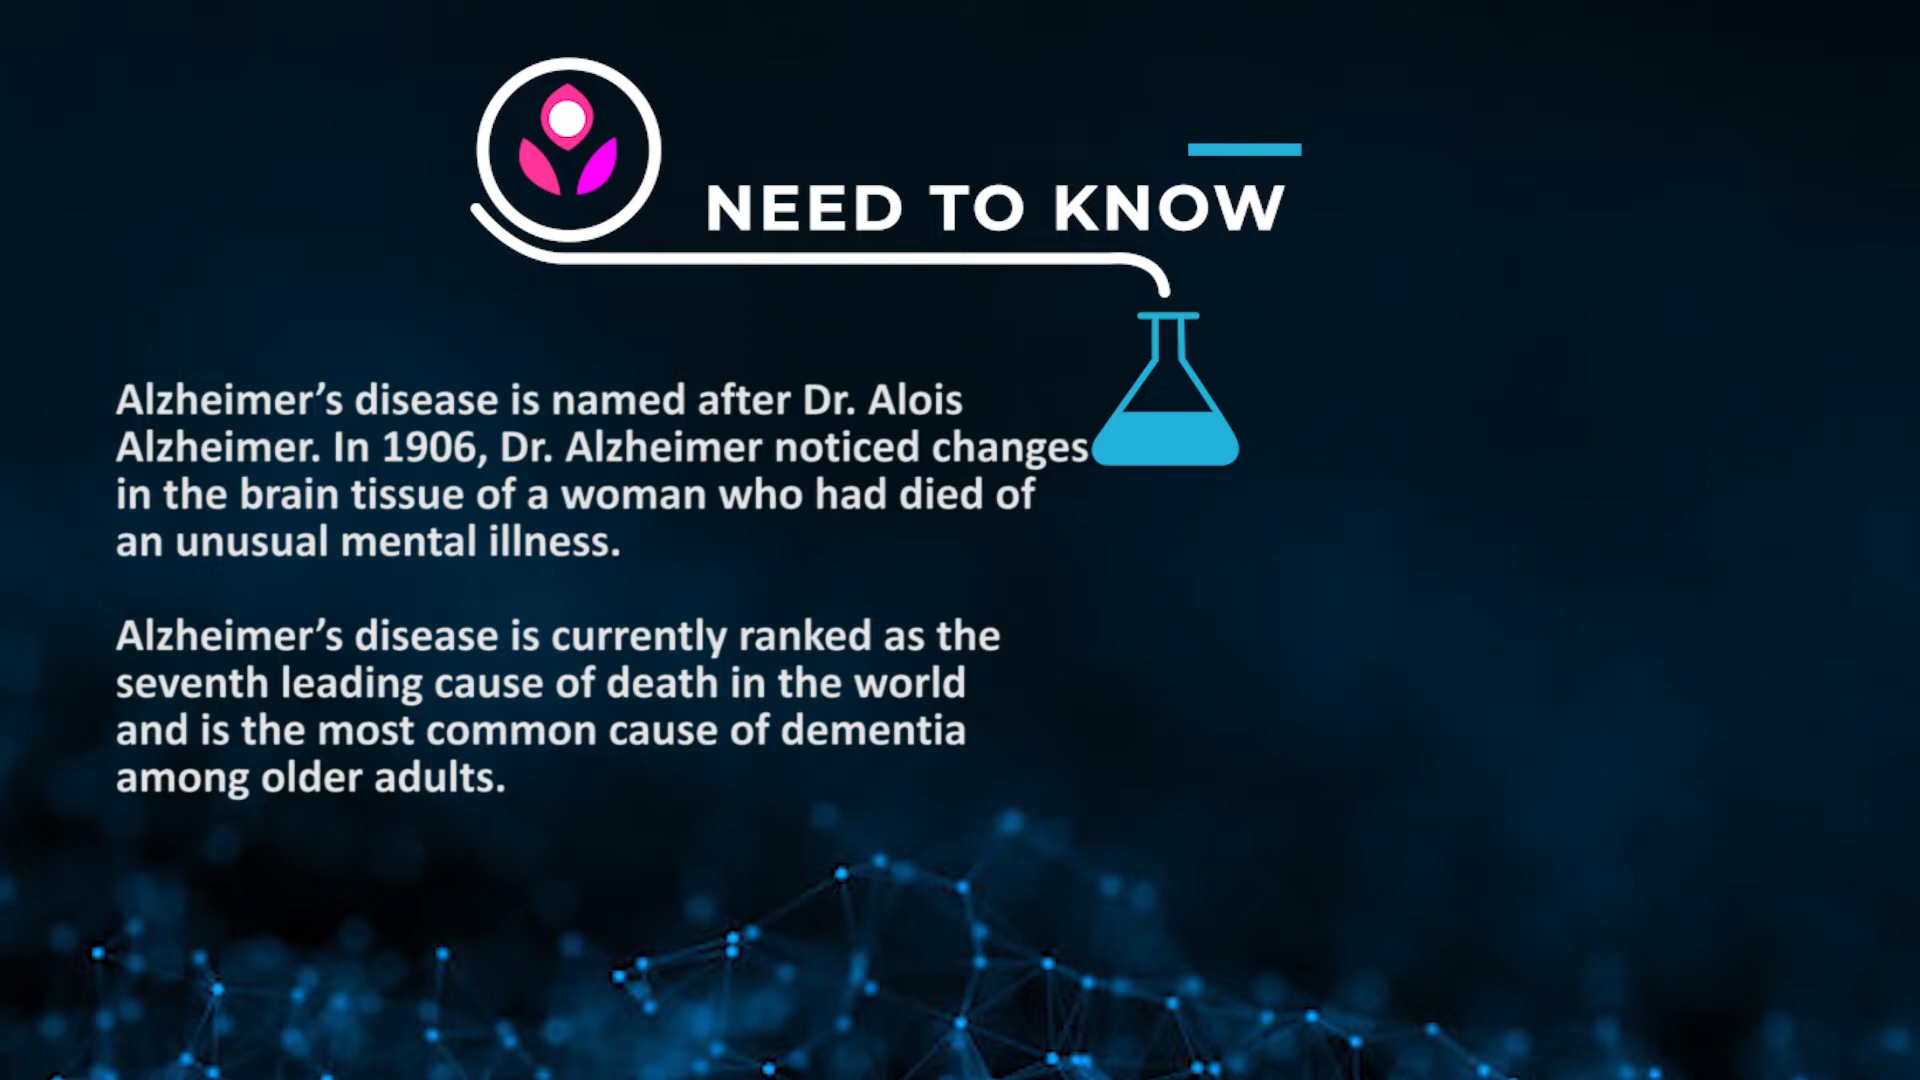 NEED TO KNOW
Alzheimer’s disease is named after Dr. Alois
Alzheimer. In 1906, Dr. Alzheimer noticed changes
in the brain tissue of a woman who had died of
an unusual mental illness.
Alzheimer’s disease is currently ranked as the
seventh leading cause of death in the world
and is the most common cause of dementia
among older adults.